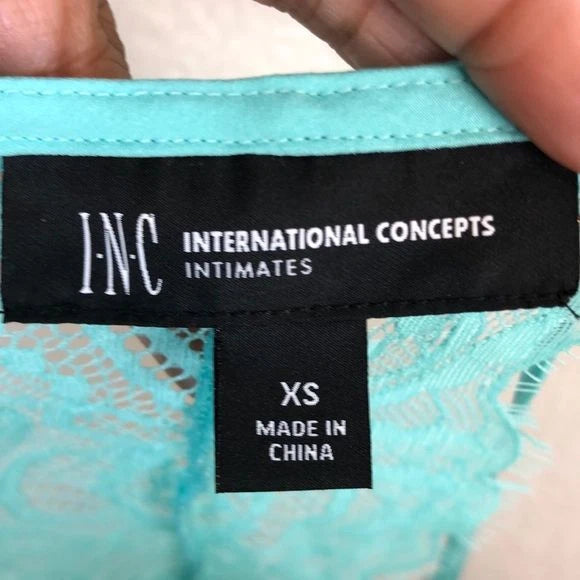 I·N·C
INTERNATIONAL CONCEPTS
INTIMATES
XS
MADE IN
CHINA